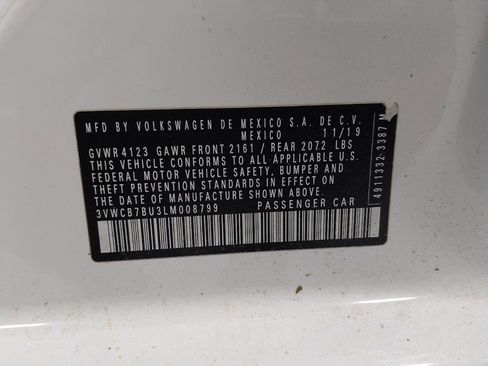 MFD BY VOLKSWAGEN DE MEXICO S.A. DE C.V.
MEXICO 11/19
GVWR 4123 GAWR FRONT 2161 / REAR 2072 LBS
THIS VEHICLE CONFORMS TO ALL APPLICABLE U.S.
FEDERAL MOTOR VEHICLE SAFETY, BUMPER AND
THEFT PREVENTION STANDARDS IN EFFECT ON
THE DATE OF MANUFACTURE SHOWN ABOVE.
3VWCB7BU3LM008799 PASSENGER CAR
4911332-3387 M